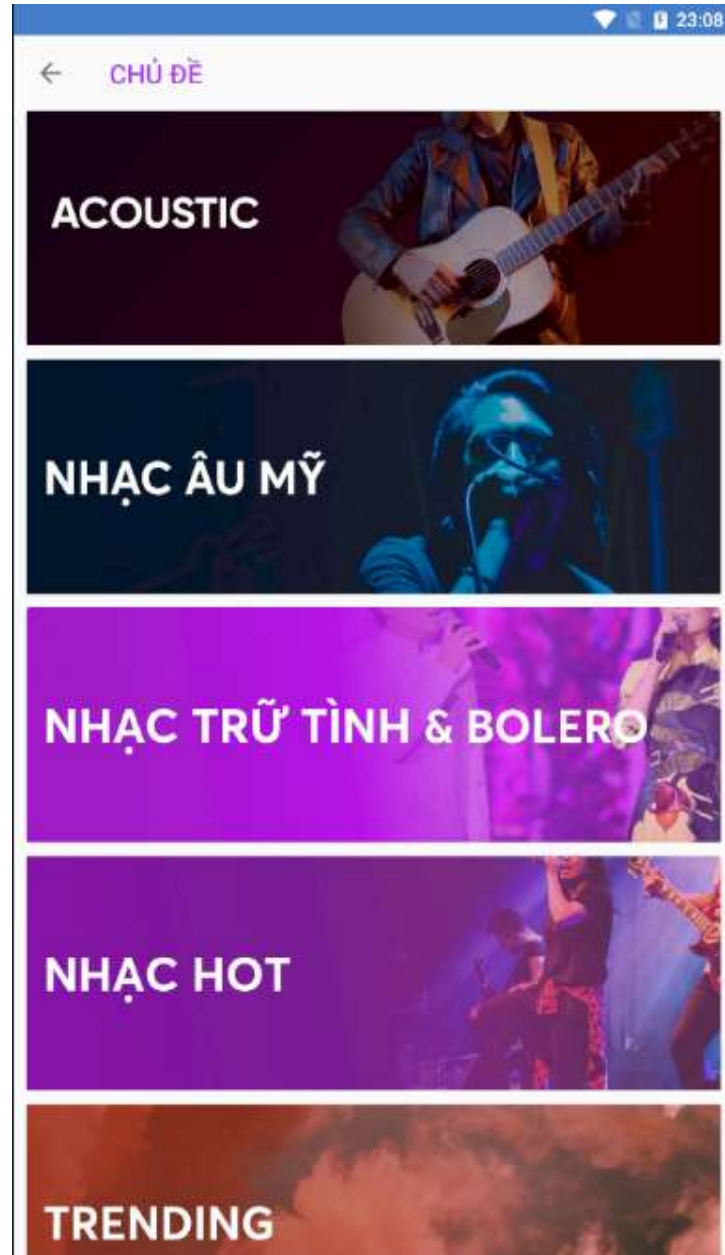 23:08
CHỦ ĐỀ
ACOUSTIC
NHẠC ÂU MỸ
NHẠC TRỮ TÌNH & BOLERO
NHẠC HOT
TRENDING